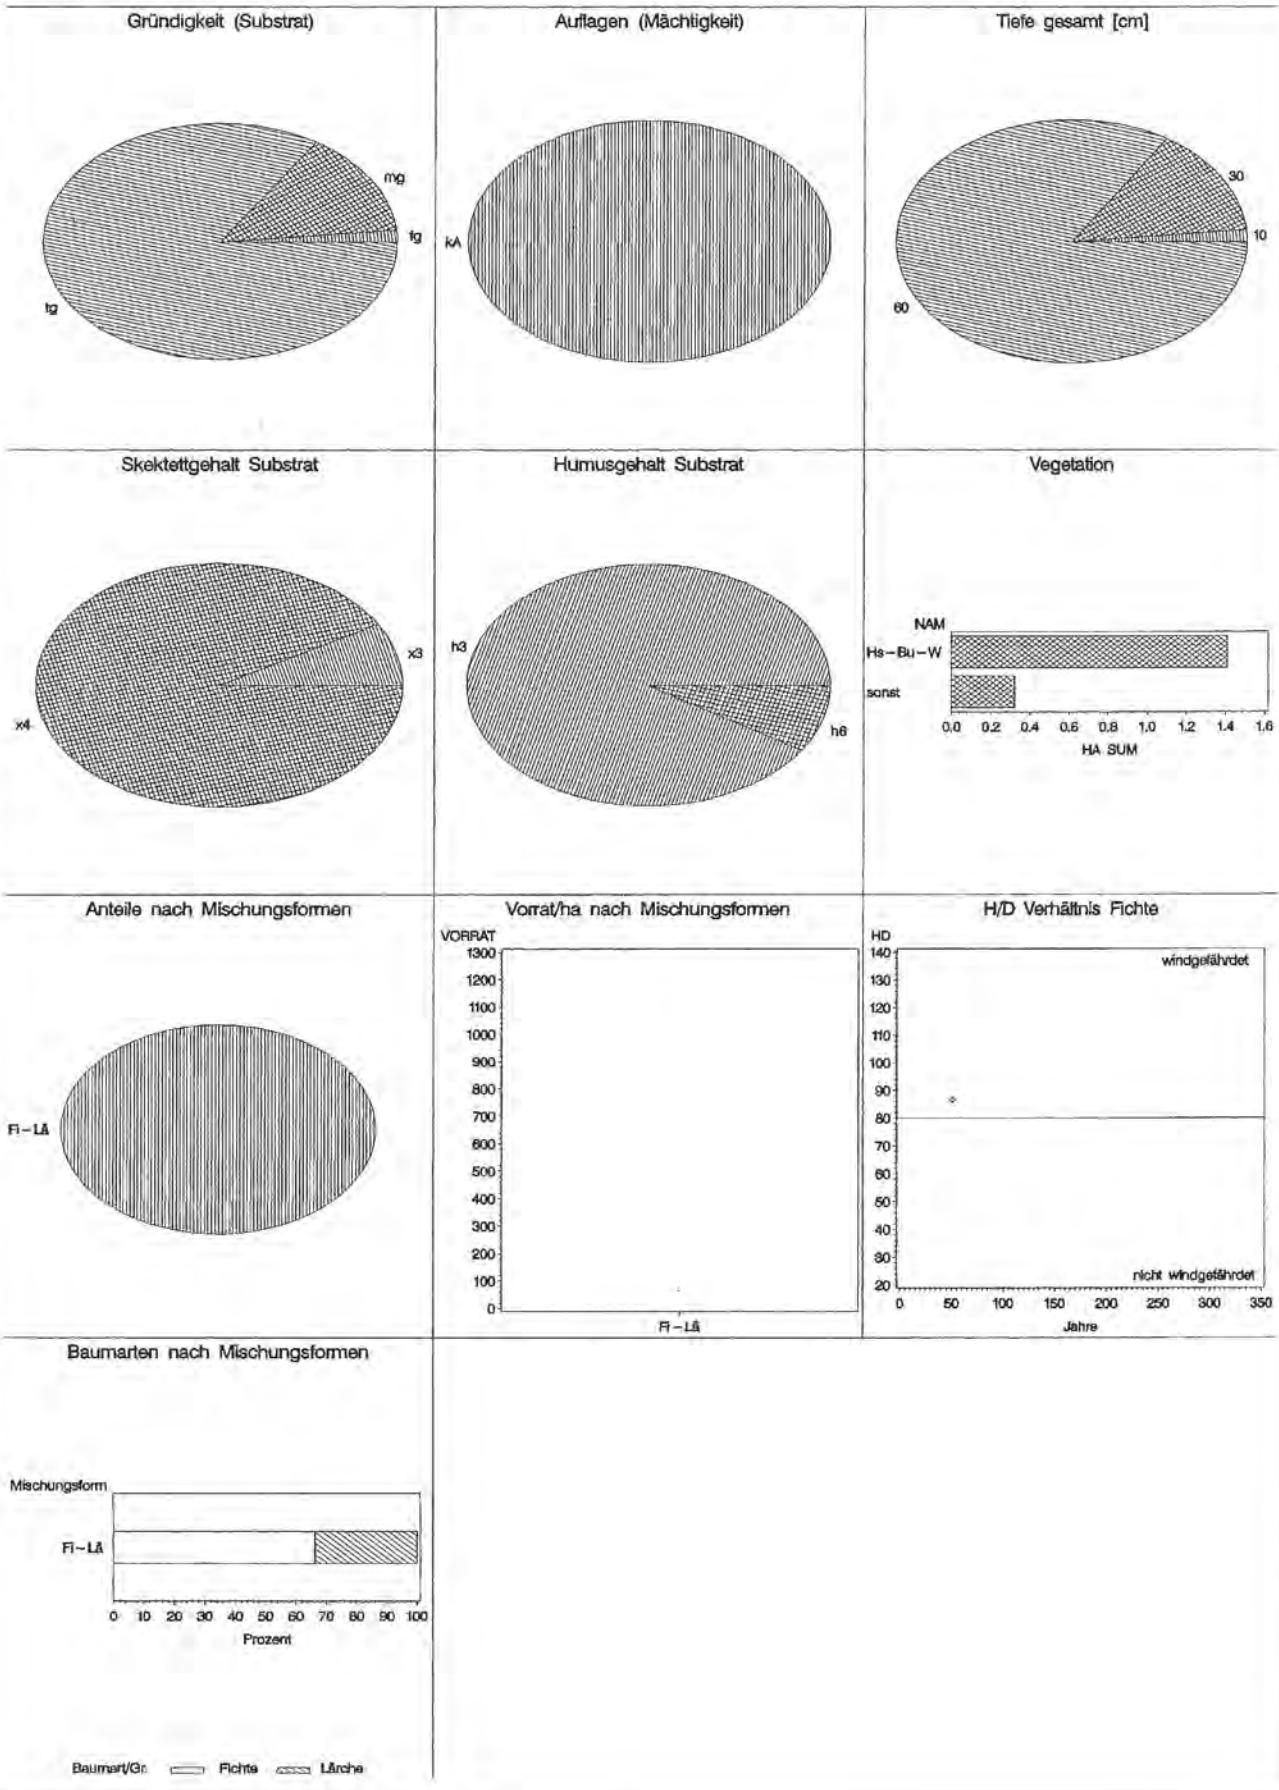 Gründigkeit (Substrat)
mg
fg
tg
Auflagen (Mächtigkeit)
kA
Tiefe gesamt [cm]
30
10
60
Skektettgehalt Substrat
x3
x4
Humusgehalt Substrat
h3
h6
Vegetation
NAM
Hs-Bu-W
sonst
0.0 0.2 0.4 0.6 0.8 1.0 1.2 1.4 1.6
HA SUM
Anteile nach Mischungsformen
Fi-Lä
Vorrat/ha nach Mischungsformen
VORRAT
1300
1200
1100
1000
900
800
700
600
500
400
300
200
100
0
Fi-Lä
H/D Verhältnis Fichte
HD
140
130
120
110
100
90
80
70
60
50
40
30
20
windgefährdet
nicht windgefährdet
0 50 100 150 200 250 300 350
Jahre
Baumarten nach Mischungsformen
Mischungsform
Fi-Lä
0 10 20 30 40 50 60 70 80 90 100
Prozent
Baumart/Gr. Fichte Lärche